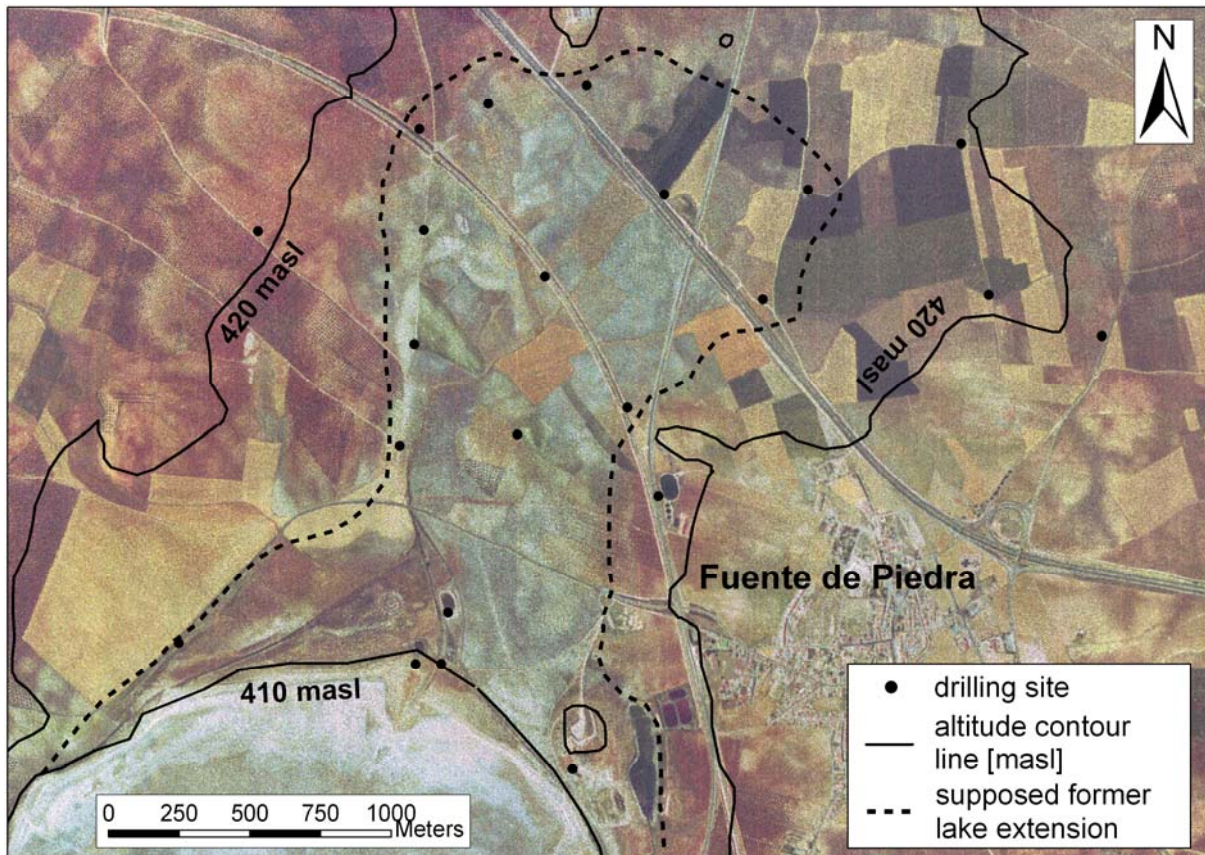 N
420 masl
420 masl
Fuente de Piedra
410 masl
0 250 500 750 1000
Meters
drilling site
altitude contour
line [masl]
supposed former
lake extension